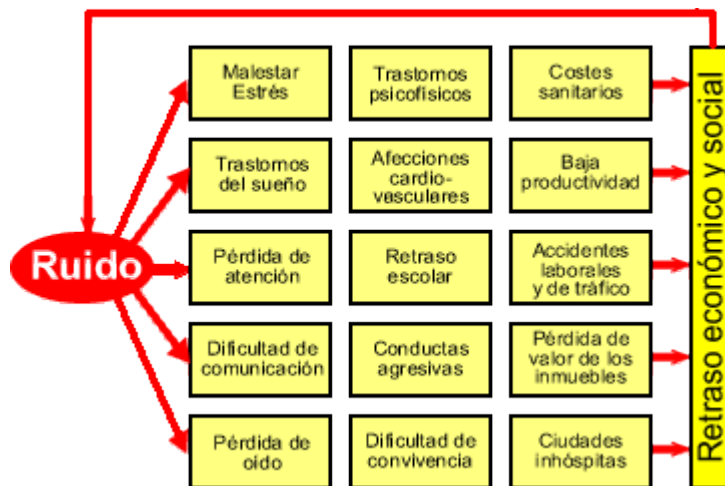 Ruido
Malestar
Estrés
Trastornos
psicofísicos
Costes
sanitarios
Trastornos
del sueño
Afecciones
cardio-
vasculares
Baja
productividad
Pérdida de
atención
Retraso
escolar
Accidentes
laborales
y de tráfico
Dificultad de
comunicación
Conductas
agresivas
Pérdida de
valor de los
inmuebles
Pérdida de
oido
Dificultad de
convivencia
Ciudades
inhóspitas
Retraso económico y social